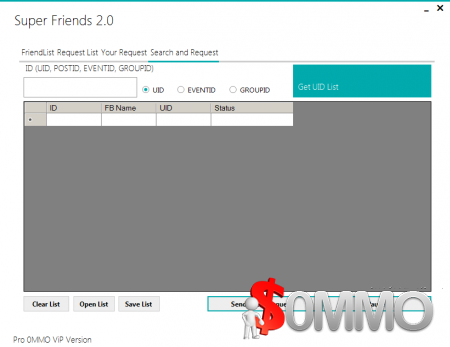 Super Friends 2.0
FriendList Request List Your Request Search and Request
ID (UID, POSTID, EVENTID, GROUPID)
UID EVENTID GROUPID Get UID List
ID FB Name UID Status
Clear List Open List Save List
$0MMO
Pro 0MMO ViP Version